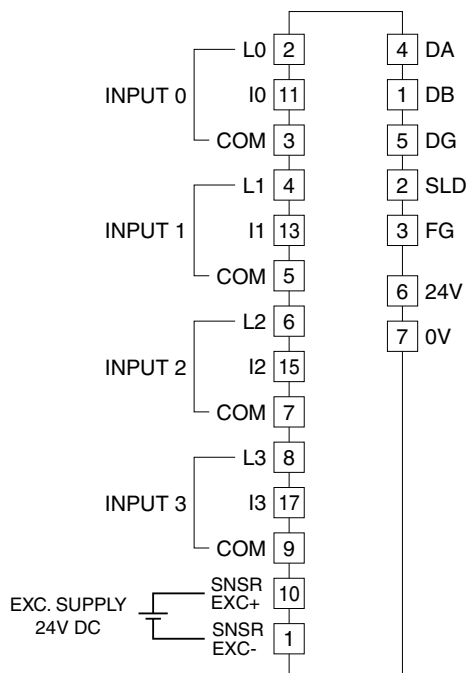 L0 2
INPUT 0
I0 11
COM 3
L1 4
INPUT 1
I1 13
COM 5
L2 6
INPUT 2
I2 15
COM 7
L3 8
INPUT 3
I3 17
COM 9
EXC. SUPPLY
24V DC
SNSR
EXC+
10
SNSR
EXC-
1
4 DA
1 DB
5 DG
2 SLD
3 FG
6 24V
7 0V